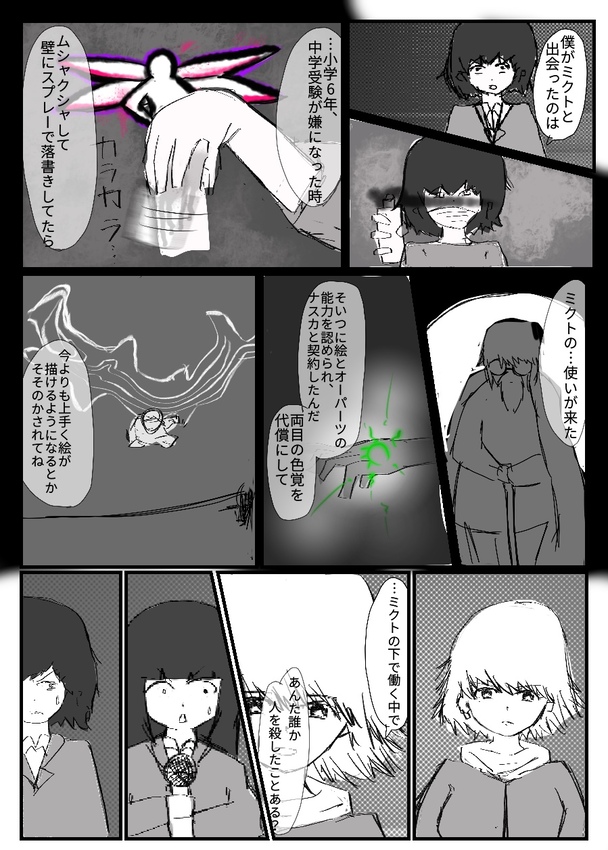 僕がミクトと
出会ったのは
…小学６年、
中学受験が嫌になった時
ムシャクシャして
壁にスプレーで落書きしてたら
カラカラ…
ミクトの…使いが来た
そいつに絵とオーパーツの
能力を認められ、
ナスカと契約したんだ
両目の色覚を
代償にして
今よりも上手く絵が
描けるようになるとか
そそのかされてね
…ミクトの下で働く中で
あんた誰か
人を殺したことある？